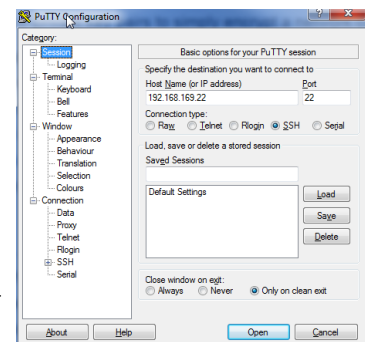 PuTTY Configuration
Category:
Session
Logging
Terminal
Keyboard
Bell
Features
Window
Appearance
Behaviour
Translation
Selection
Colours
Connection
Data
Proxy
Telnet
Rlogin
SSH
Serial
Basic options for your PuTTY session
Specify the destination you want to connect to
Host Name (or IP address) Port
192.168.169.22 22
Connection type:
Raw Telnet Rlogin SSH Serial
Load, save or delete a stored session
Saved Sessions
Default Settings
Load
Save
Delete
Close window on exit:
Always Never Only on clean exit
About Help Open Cancel